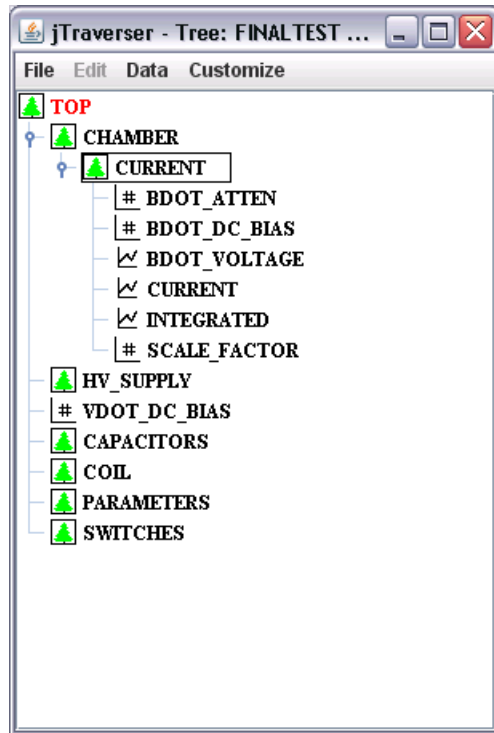 jTraverser - Tree: FINALTEST ...
File Edit Data Customize
TOP
CHAMBER
CURRENT
# BDOT_ATTEN
# BDOT_DC_BIAS
BDOT_VOLTAGE
CURRENT
INTEGRATED
# SCALE_FACTOR
HV_SUPPLY
# VDOT_DC_BIAS
CAPACITORS
COIL
PARAMETERS
SWITCHES